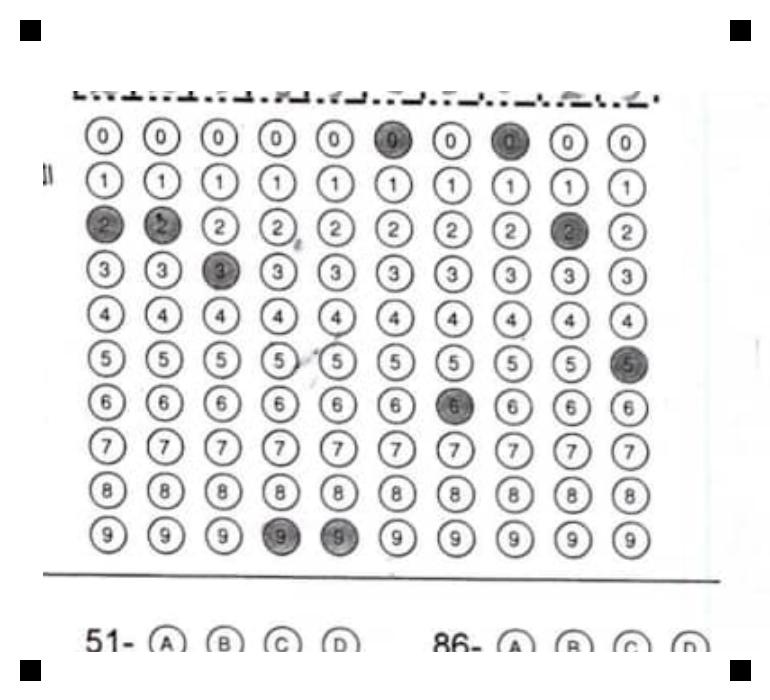 0 0 0 0 0 0 0 0 0 0
1 1 1 1 1 1 1 1 1 1
2 2 2 2 2 2 2 2 2 2
3 3 3 3 3 3 3 3 3 3
4 4 4 4 4 4 4 4 4 4
5 5 5 5 5 5 5 5 5 5
6 6 6 6 6 6 6 6 6 6
7 7 7 7 7 7 7 7 7 7
8 8 8 8 8 8 8 8 8 8
9 9 9 9 9 9 9 9 9 9
51- A B C D 86- A B C D